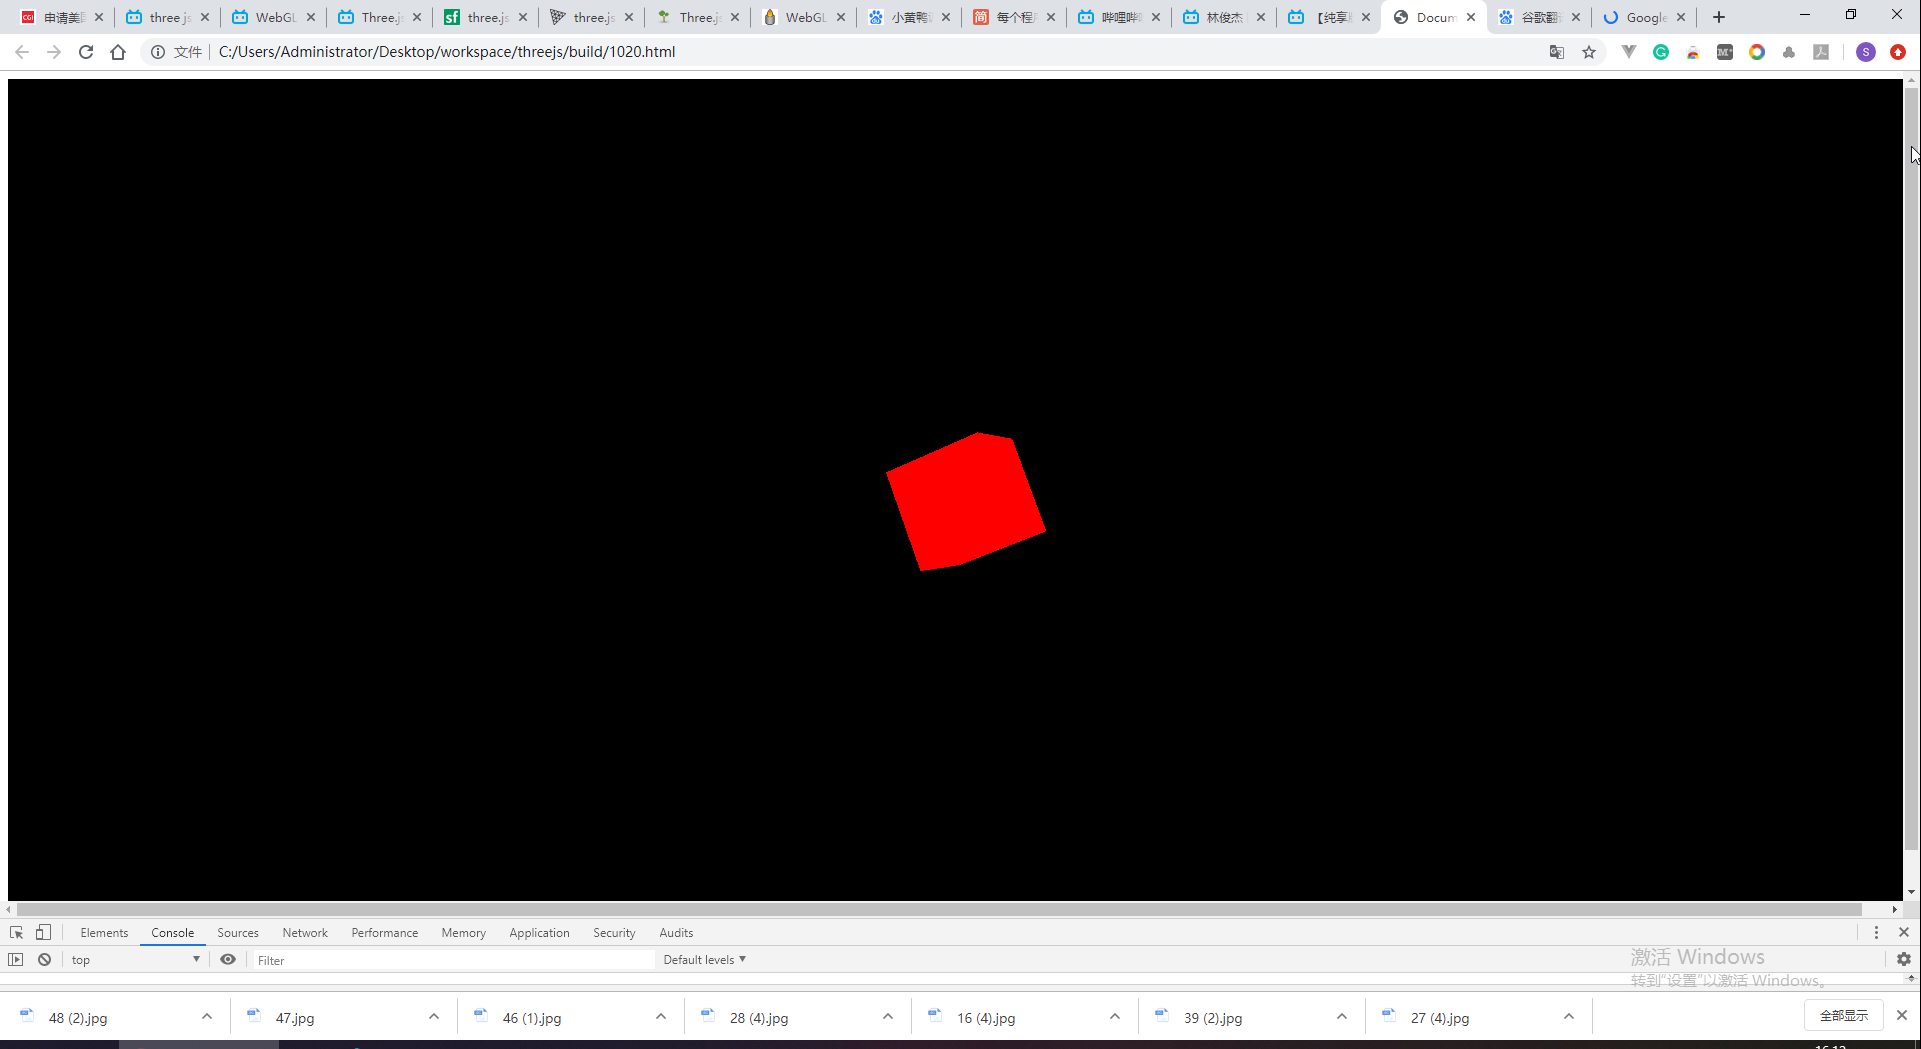 申请美 three js WebGL Three.j three.js three.js Three.j WebGL 小黄鸭 每个程 哔哩哔 林俊杰 【纯享 Docum 谷歌翻 Google
文件 C:/Users/Administrator/Desktop/workspace/threejs/build/1020.html
Elements Console Sources Network Performance Memory Application Security Audits
top Filter Default levels
激活 Windows
转到"设置"以激活 Windows。
48 (2).jpg 47.jpg 46 (1).jpg 28 (4).jpg 16 (4).jpg 39 (2).jpg 27 (4).jpg 全部显示